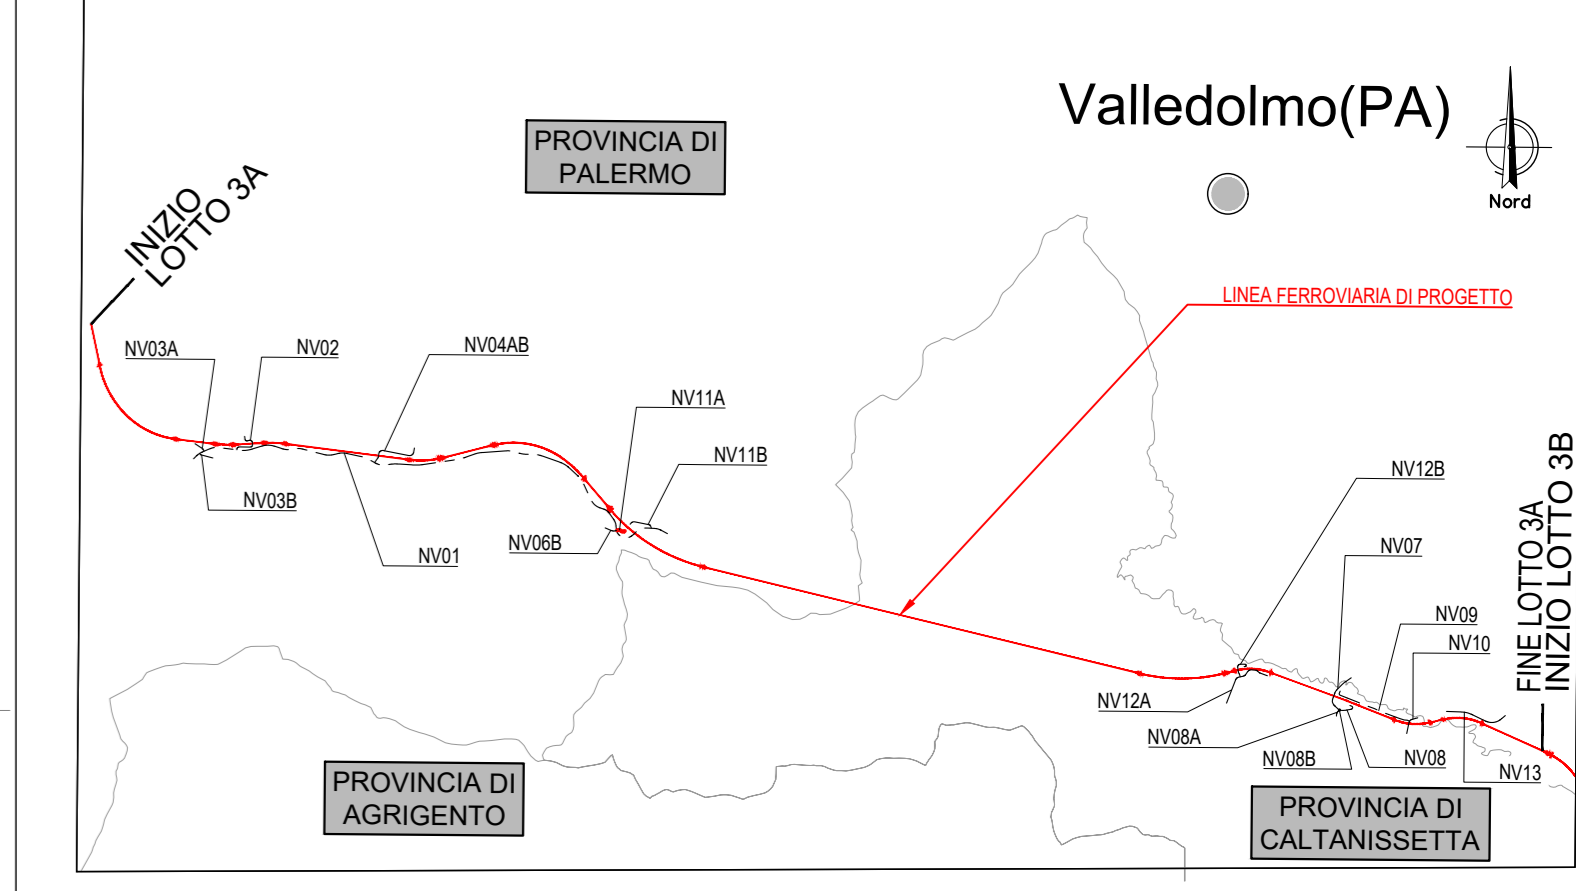 Valledolmo(PA)
Nord
PROVINCIA DI
PALERMO
INIZIO
LOTTO 3A
LINEA FERROVIARIA DI PROGETTO
NV03A
NV02
NV04AB
NV11A
NV11B
NV03B
NV01
NV06B
NV12B
NV07
NV09
NV10
NV12A
NV08A
NV08B
NV08
NV13
FINE LOTTO 3A
INIZIO LOTTO 3B
PROVINCIA DI
AGRIGENTO
PROVINCIA DI
CALTANISSETTA